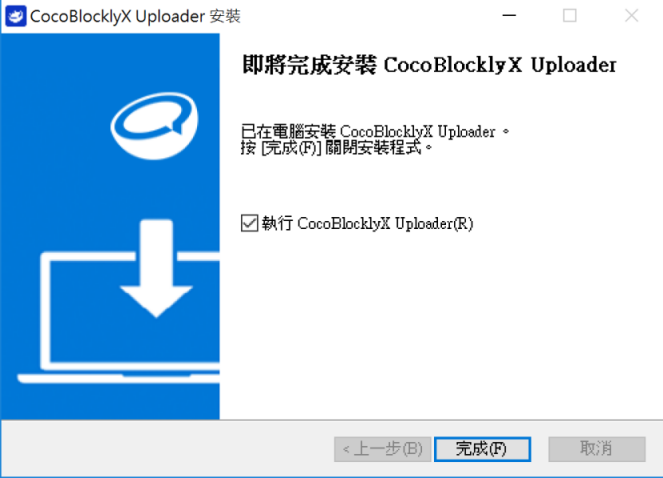 CocoBlocklyX Uploader 安裝
即將完成安裝 CocoBlocklyX Uploader
已在電腦安裝 CocoBlocklyX Uploader。
按 [完成(F)] 關閉安裝程式。
執行 CocoBlocklyX Uploader(R)
< 上一步(B) 完成(F) 取消